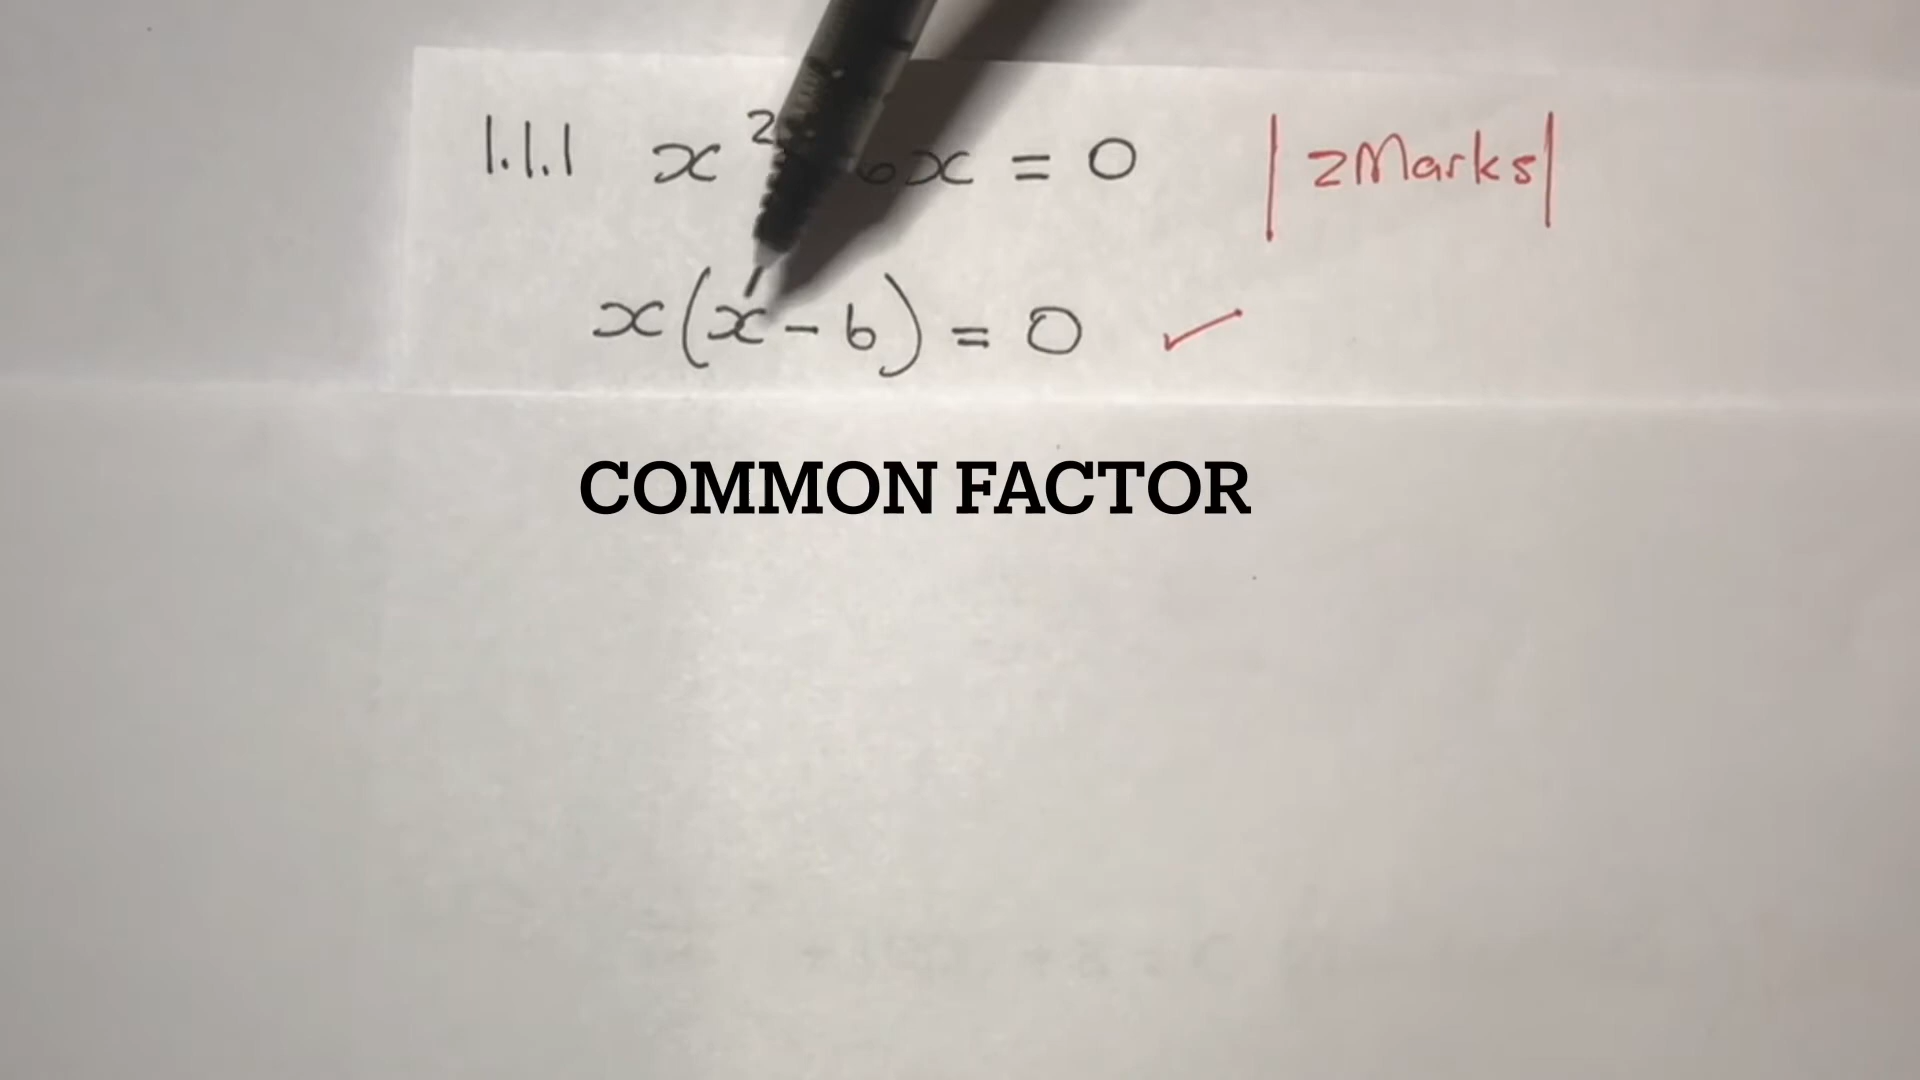 1.1.1 x² 6x = 0 |2Marks|
x(x - 6) = 0 ✓
COMMON FACTOR